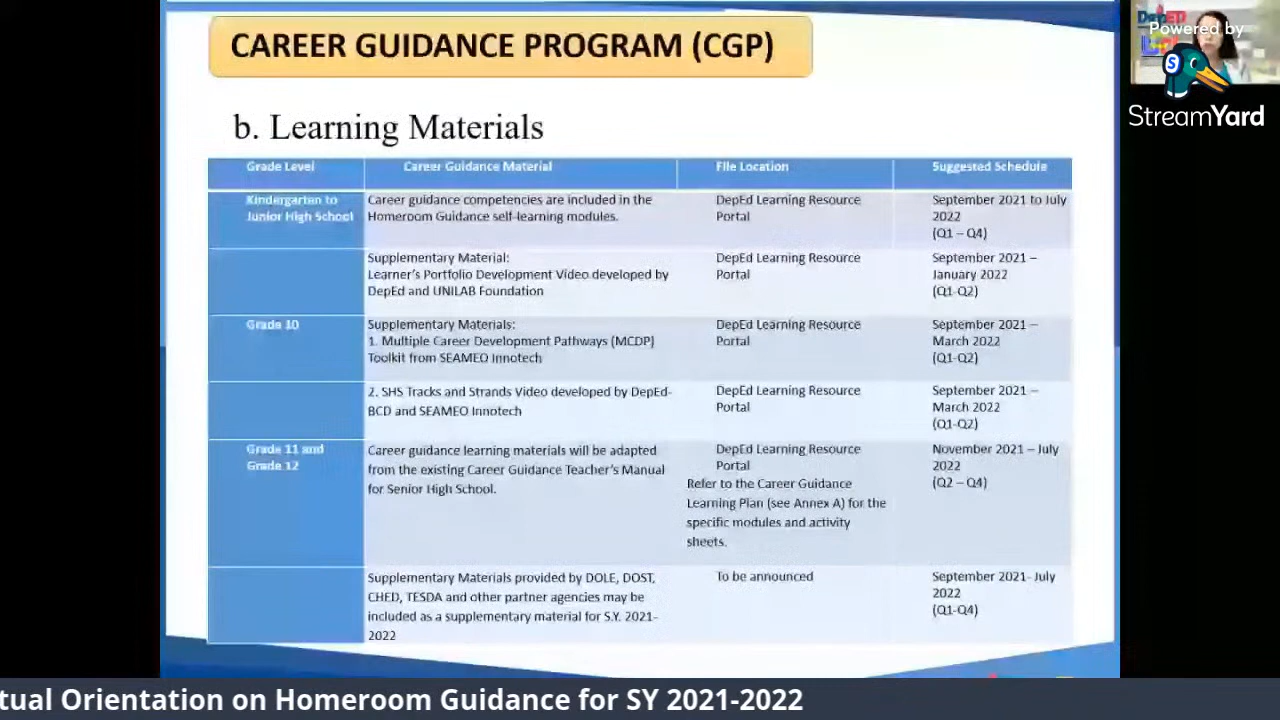 CAREER GUIDANCE PROGRAM (CGP)
b. Learning Materials
Grade Level
Career Guidance Material
File Location
Suggested Schedule
Kindergarten to
Junior High School
Career guidance competencies are included in the
Homeroom Guidance self-learning modules.
DepEd Learning Resource
Portal
September 2021 to July
2022
(Q1 – Q4)
Supplementary Material:
Learner's Portfolio Development Video developed by
DepEd and UNILAB Foundation
DepEd Learning Resource
Portal
September 2021 –
January 2022
(Q1-Q2)
Grade 10
Supplementary Materials:
1. Multiple Career Development Pathways (MCDP)
Toolkit from SEAMEO Innotech
DepEd Learning Resource
Portal
September 2021 –
March 2022
(Q1-Q2)
2. SHS Tracks and Strands Video developed by DepEd-
BCD and SEAMEO Innotech
DepEd Learning Resource
Portal
September 2021 –
March 2022
(Q1-Q2)
Grade 11 and
Grade 12
Career guidance learning materials will be adapted
from the existing Career Guidance Teacher's Manual
for Senior High School.
DepEd Learning Resource
Portal
Refer to the Career Guidance
Learning Plan (see Annex A) for the
specific modules and activity
sheets.
November 2021 – July
2022
(Q2 – Q4)
Supplementary Materials provided by DOLE, DOST,
CHED, TESDA and other partner agencies may be
included as a supplementary material for S.Y. 2021-
2022
To be announced
September 2021- July
2022
(Q1-Q4)
DepED
Powered by
S
StreamYard
tual Orientation on Homeroom Guidance for SY 2021-2022